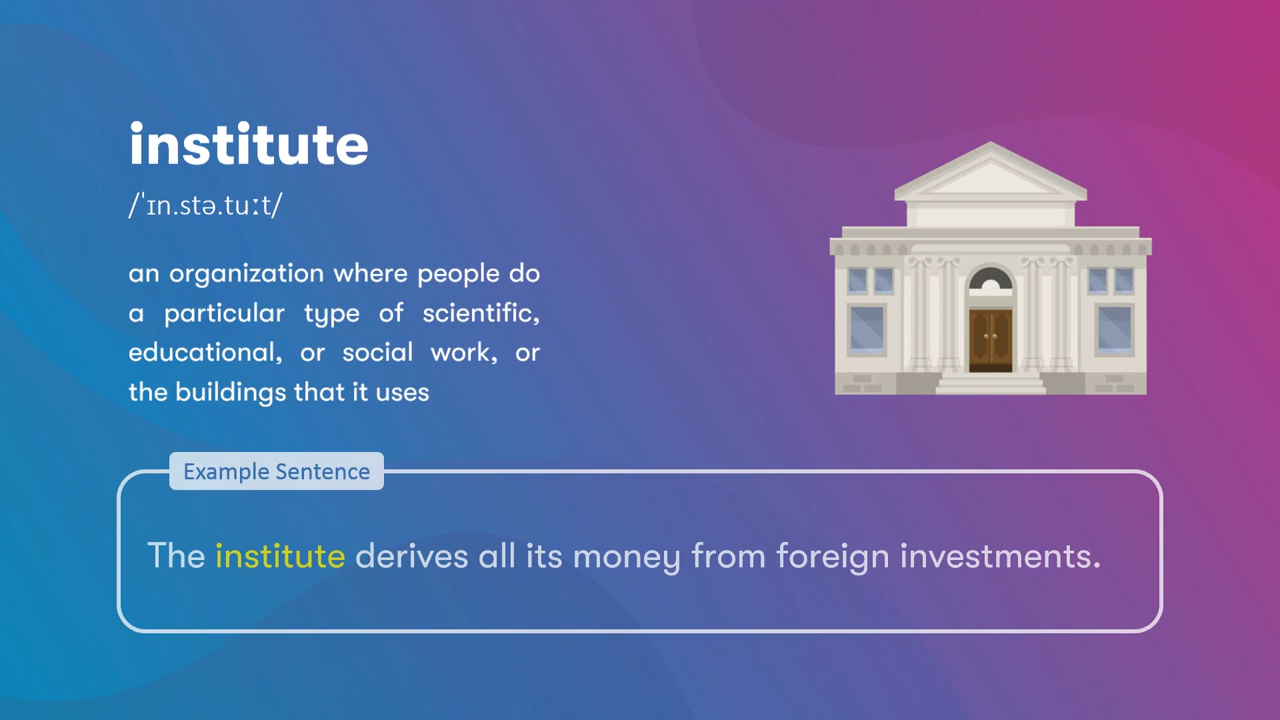 institute
/ˈɪn.stə.tuːt/
an organization where people do
a particular type of scientific,
educational, or social work, or
the buildings that it uses
Example Sentence
The institute derives all its money from foreign investments.